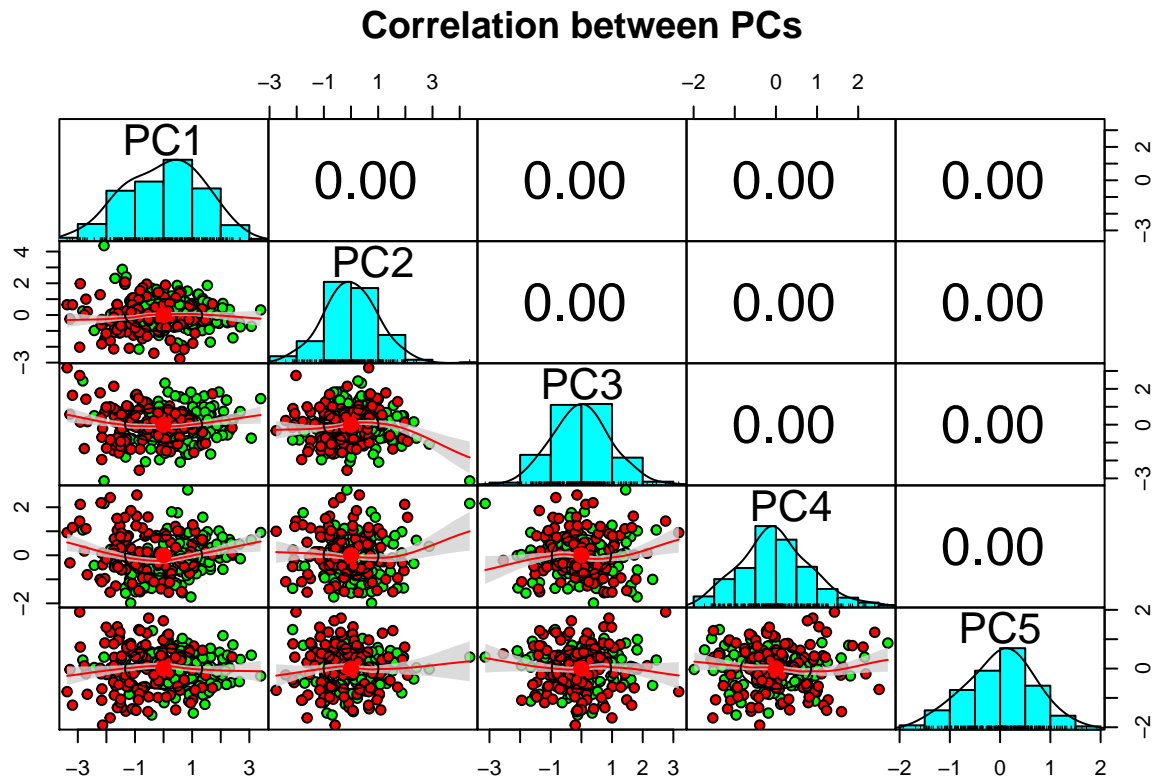 Correlation between PCs
−3 −1 1 3 −2 0 1 2
PC1 0.00 0.00 0.00 0.00 −3 0 2
−3 0 2 4 PC2 0.00 0.00 0.00
PC3 0.00 0.00 −3 0 2
−2 0 2 PC4 0.00
PC5 −2 0 2
−3 −1 1 3 −3 −1 0 1 2 3 −2 −1 0 1 2